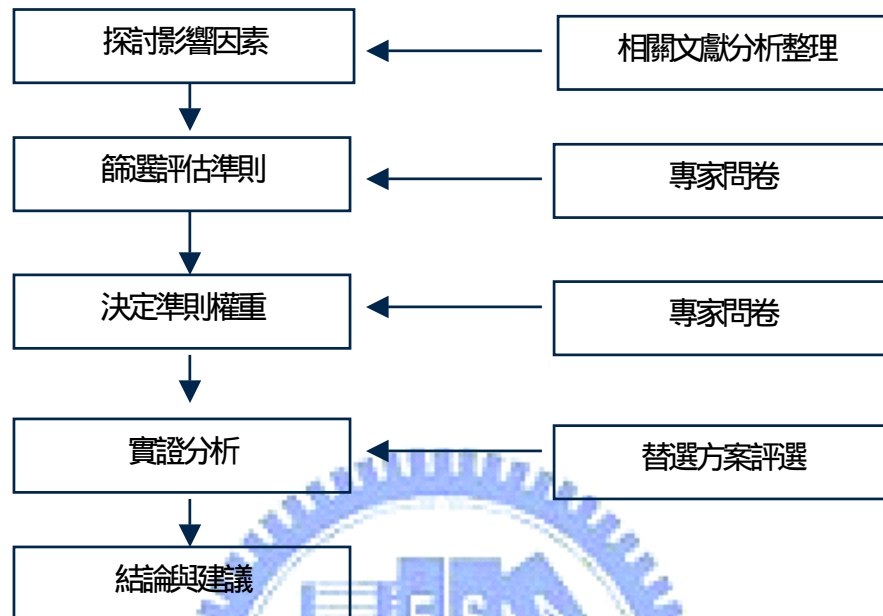 探討影響因素
相關文獻分析整理
篩選評估準則
專家問卷
決定準則權重
專家問卷
實證分析
替選方案評選
結論與建議